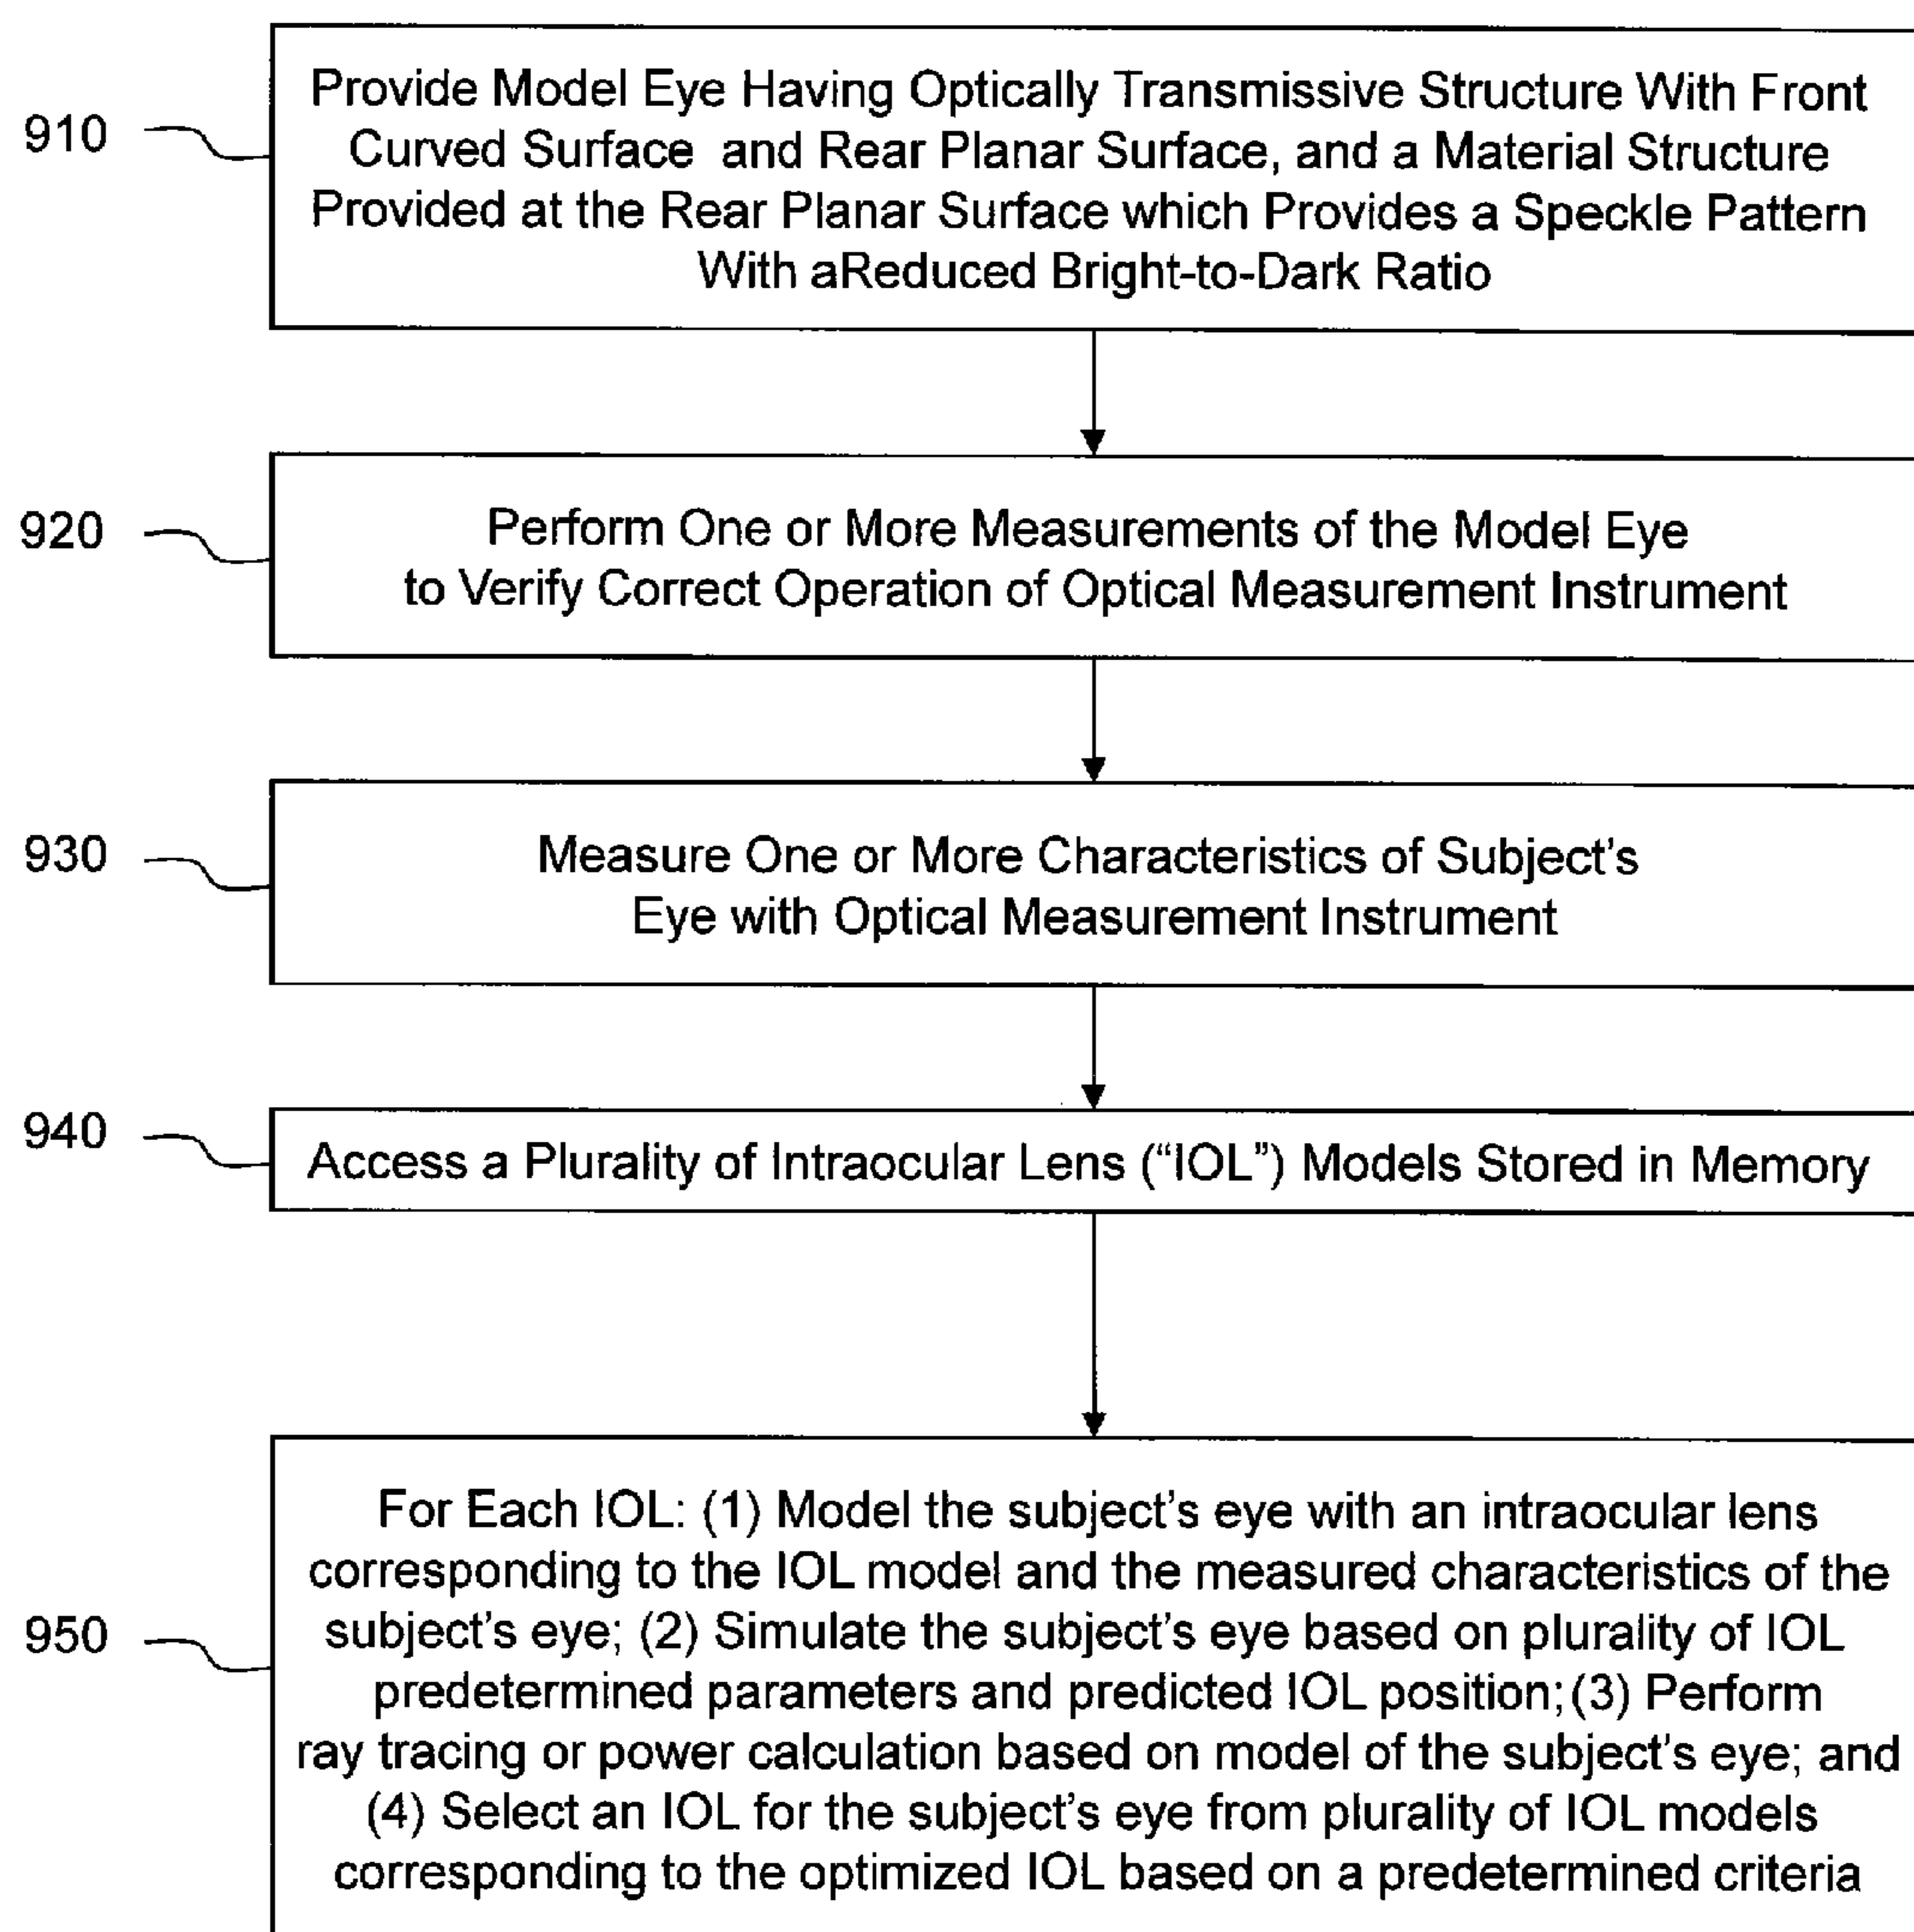 910
Provide Model Eye Having Optically Transmissive Structure With Front
Curved Surface and Rear Planar Surface, and a Material Structure
Provided at the Rear Planar Surface which Provides a Speckle Pattern
With aReduced Bright-to-Dark Ratio
920
Perform One or More Measurements of the Model Eye
to Verify Correct Operation of Optical Measurement Instrument
930
Measure One or More Characteristics of Subject's
Eye with Optical Measurement Instrument
940
Access a Plurality of Intraocular Lens (“IOL”) Models Stored in Memory
950
For Each IOL: (1) Model the subject's eye with an intraocular lens
corresponding to the IOL model and the measured characteristics of the
subject's eye; (2) Simulate the subject's eye based on plurality of IOL
predetermined parameters and predicted IOL position; (3) Perform
ray tracing or power calculation based on model of the subject's eye; and
(4) Select an IOL for the subject's eye from plurality of IOL models
corresponding to the optimized IOL based on a predetermined criteria